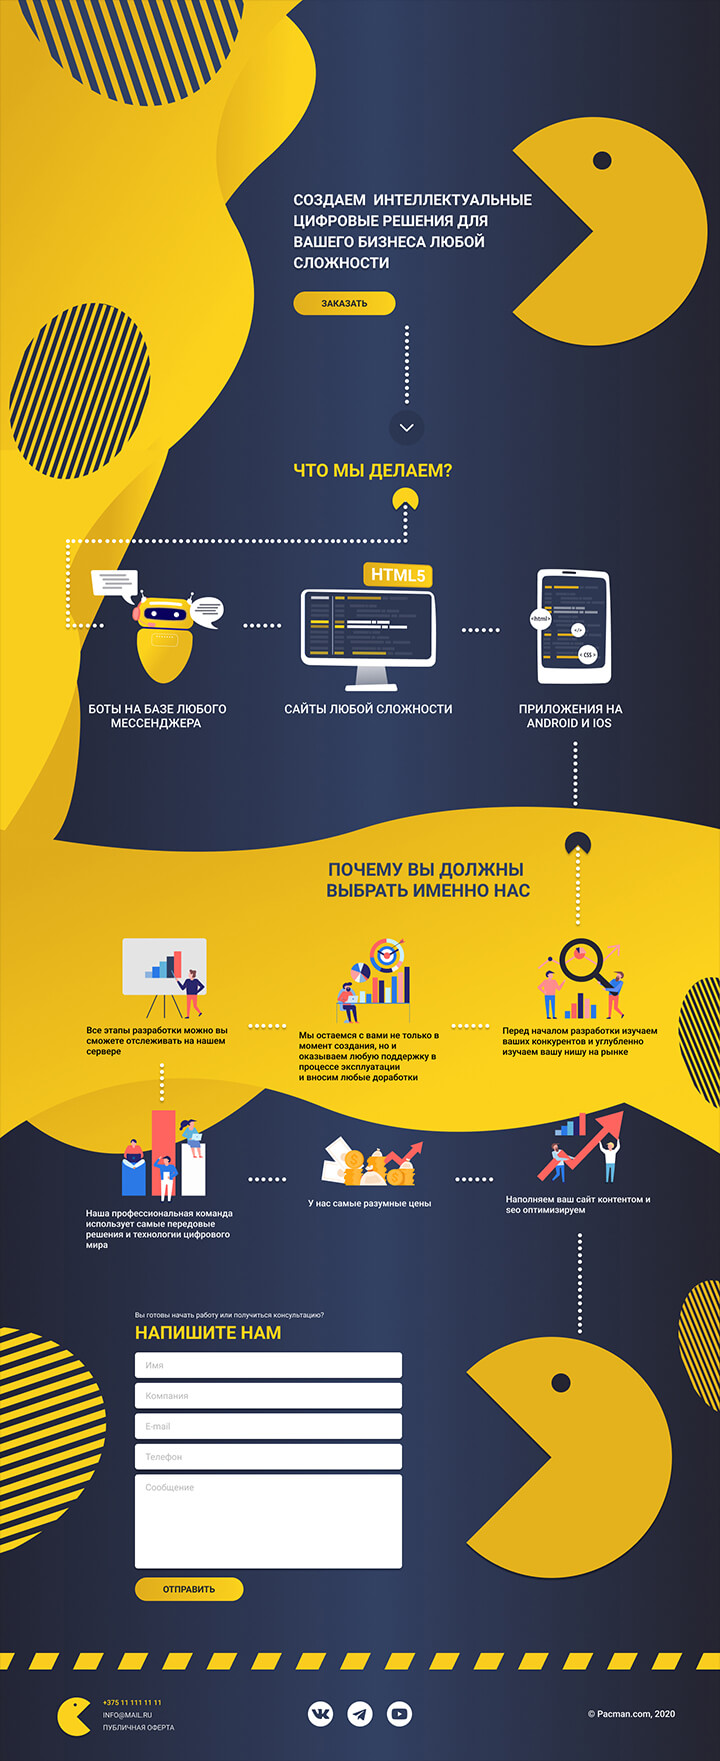 СОЗДАЕМ ИНТЕЛЛЕКТУАЛЬНЫЕ
ЦИФРОВЫЕ РЕШЕНИЯ ДЛЯ
ВАШЕГО БИЗНЕСА ЛЮБОЙ
СЛОЖНОСТИ
ЗАКАЗАТЬ
ЧТО МЫ ДЕЛАЕМ?
HTML5
<html>
</>
< CSS >
БОТЫ НА БАЗЕ ЛЮБОГО
МЕССЕНДЖЕРА
САЙТЫ ЛЮБОЙ СЛОЖНОСТИ
ПРИЛОЖЕНИЯ НА
ANDROID И IOS
ПОЧЕМУ ВЫ ДОЛЖНЫ
ВЫБРАТЬ ИМЕННО НАС
Все этапы разработки можно вы
сможете отслеживать на нашем
сервере
Мы остаемся с вами не только в
момент создания, но и
оказываем любую поддержку в
процессе эксплуатации
и вносим любые доработки
Перед началом разработки изучаем
ваших конкурентов и углубленно
изучаем вашу нишу на рынке
Наша профессиональная команда
использует самые передовые
решения и технологии цифрового
мира
У нас самые разумные цены
Наполняем ваш сайт контентом и
seo оптимизируем
Вы готовы начать работу или получиться консультацию?
НАПИШИТЕ НАМ
Имя
Компания
E-mail
Телефон
Сообщение
ОТПРАВИТЬ
+375 11 111 11 11
INFO@MAIL.RU
ПУБЛИЧНАЯ ОФЕРТА
© Pacman.com, 2020